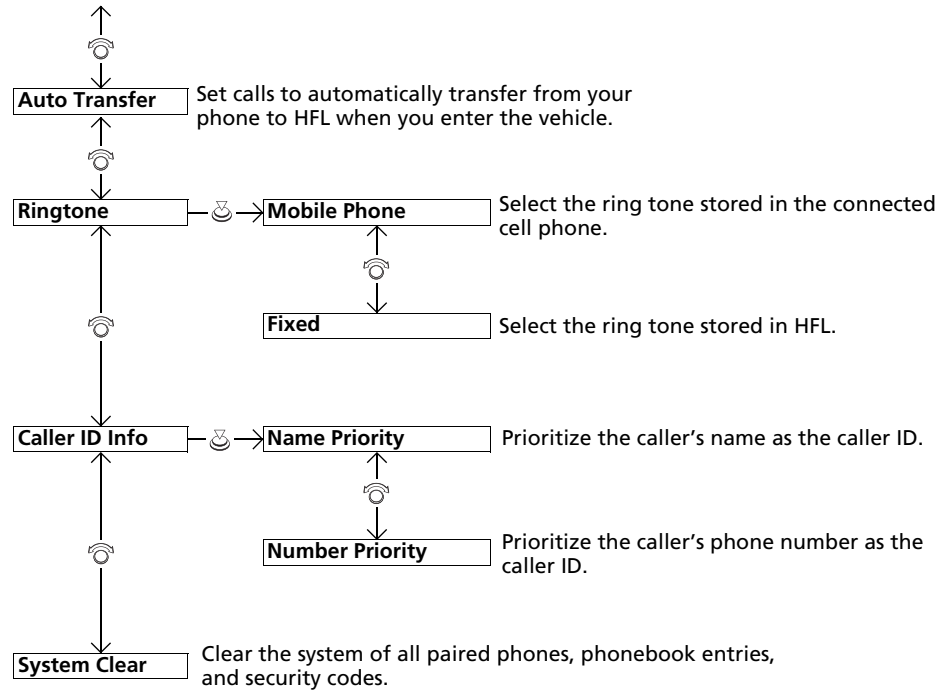 Auto Transfer
Set calls to automatically transfer from your
phone to HFL when you enter the vehicle.
Ringtone
Mobile Phone
Select the ring tone stored in the connected
cell phone.
Fixed
Select the ring tone stored in HFL.
Caller ID Info
Name Priority
Prioritize the caller’s name as the caller ID.
Number Priority
Prioritize the caller’s phone number as the
caller ID.
System Clear
Clear the system of all paired phones, phonebook entries,
and security codes.